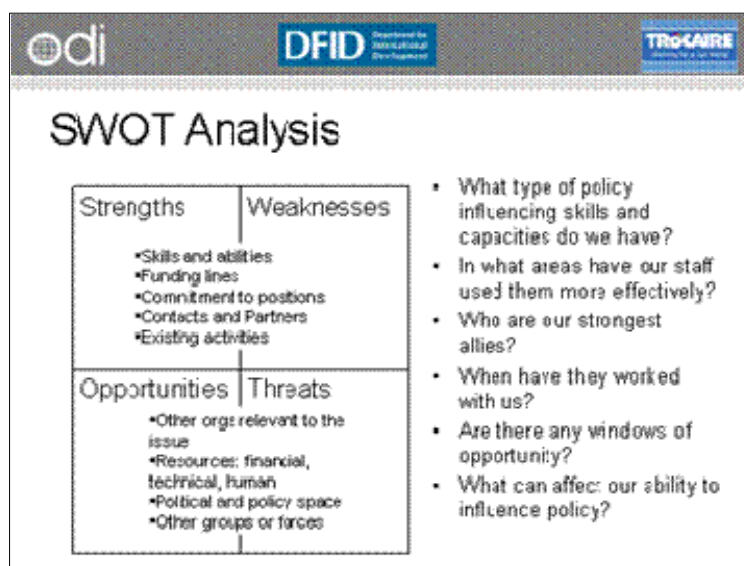 odi
DFID Department for
International
Development
TRÓCAIRE
SWOT Analysis
Strengths
Weaknesses
▪Skills and abilities
▪Funding lines
▪Commitment to positions
▪Contacts and Partners
▪Existing activities
Opportunities
Threats
▪Other orgs relevant to the
issue
▪Resources: financial,
technical, human
▪Political and policy space
▪Other groups or forces
• What type of policy
influencing skills and
capacities do we have?
• In what areas have our staff
used them more effectively?
• Who are our strongest
allies?
• When have they worked
with us?
• Are there any windows of
opportunity?
• What can affect our ability to
influence policy?